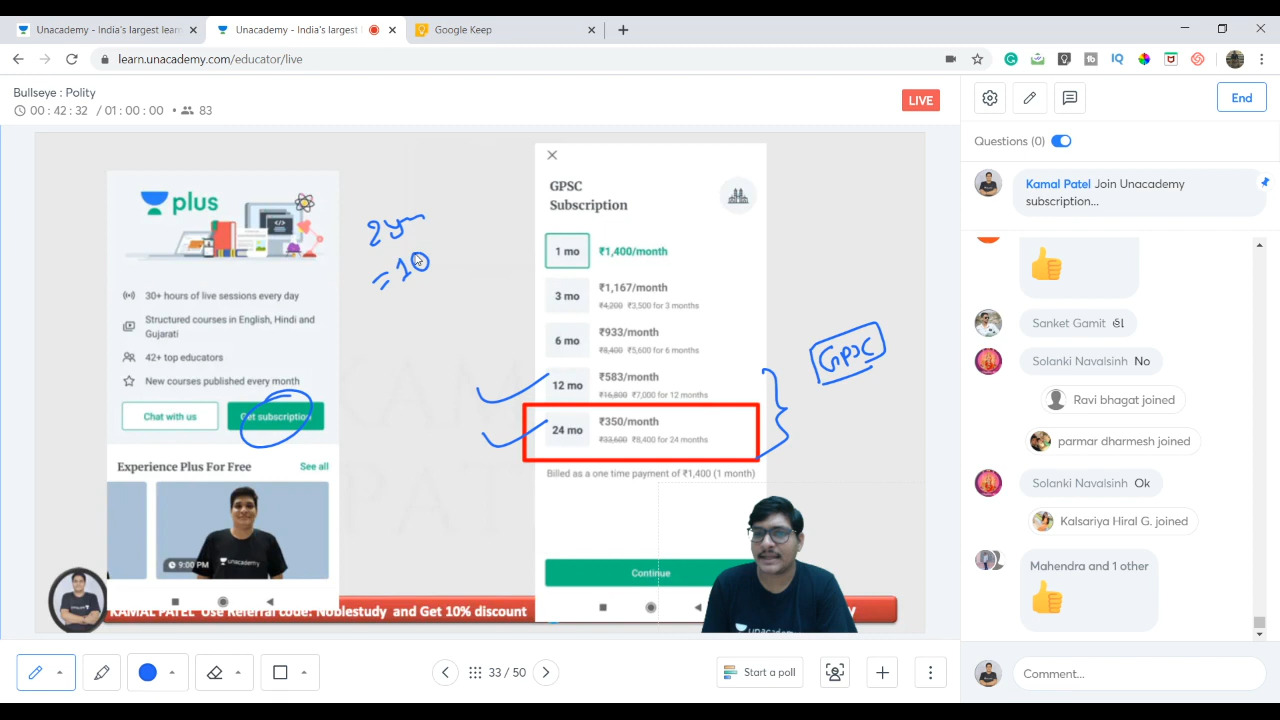 Unacademy - India's largest learn
Unacademy - India's largest l
Google Keep
learn.unacademy.com/educator/live
Bullseye : Polity
00 : 42 : 32 / 01 : 00 : 00 • 83
LIVE
End
plus
30+ hours of live sessions every day
Structured courses in English, Hindi and
Gujarati
42+ top educators
New courses published every month
Chat with us
Get subscription
Experience Plus For Free
See all
9:00 PM
unacademy
2 yr
=10
GPSC
Subscription
1 mo ₹1,400/month
3 mo ₹1,167/month
₹4,200 ₹3,500 for 3 months
6 mo ₹933/month
₹8,400 ₹5,600 for 6 months
12 mo ₹583/month
₹16,800 ₹7,000 for 12 months
24 mo ₹350/month
₹33,600 ₹8,400 for 24 months
Billed as a one time payment of ₹1,400 (1 month)
Continue
GPSC
KAMAL PATEL Use Referral code: Noblestudy and Get 10% discount
33 / 50
Start a poll
Questions (0)
Kamal Patel Join Unacademy
subscription...
Sanket Gamit હા
Solanki Navalsinh No
Ravi bhagat joined
parmar dharmesh joined
Solanki Navalsinh Ok
Kalsariya Hiral G. joined
Mahendra and 1 other
Comment...